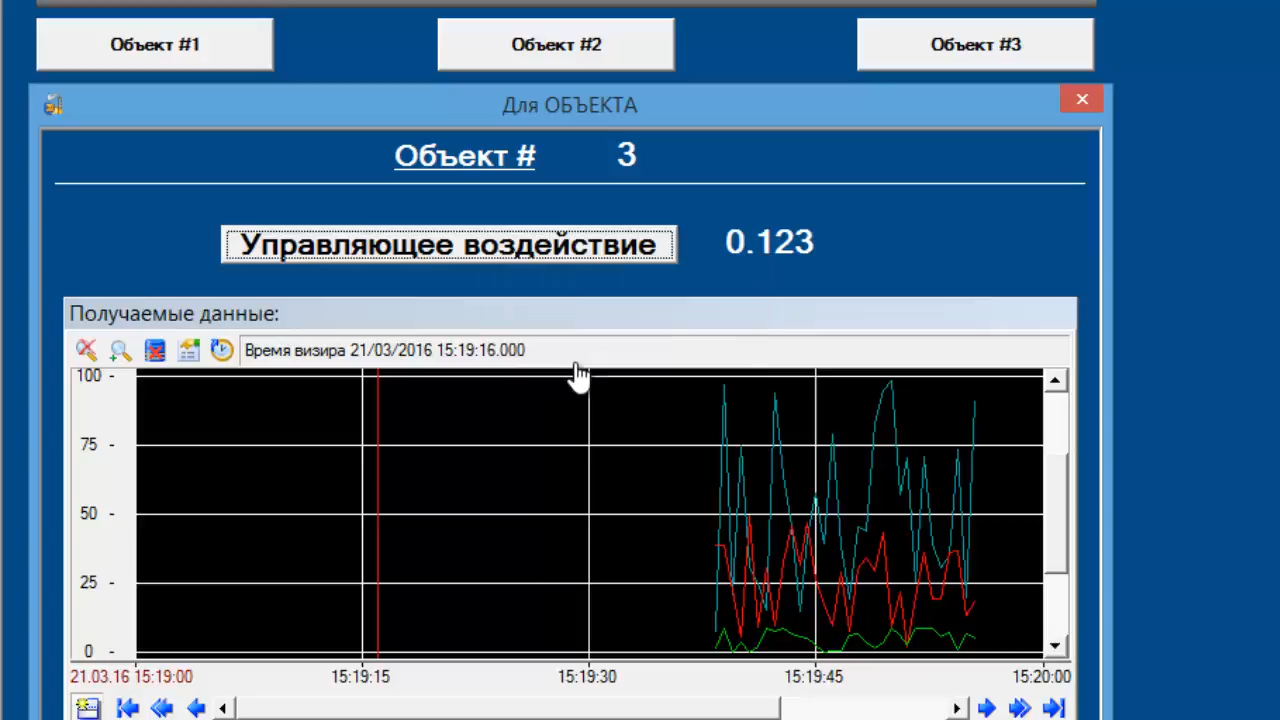 Объект #1 Объект #2 Объект #3
Для ОБЪЕКТА
Объект # 3
Управляющее воздействие 0.123
Получаемые данные:
Время визира 21/03/2016 15:19:16.000
100 -
75 -
50 -
25 -
0 -
21.03.16 15:19:00 15:19:15 15:19:30 15:19:45 15:20:00